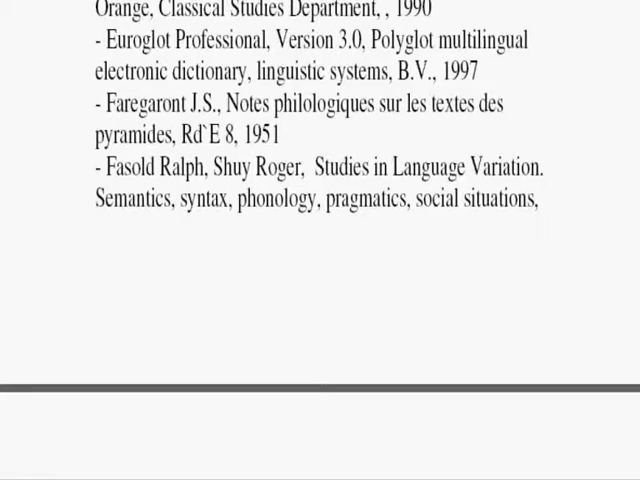 Orange, Classical Studies Department, , 1990
- Euroglot Professional, Version 3.0, Polyglot multilingual
electronic dictionary, linguistic systems, B.V., 1997
- Faregaront J.S., Notes philologiques sur les textes des
pyramides, Rd`E 8, 1951
- Fasold Ralph, Shuy Roger,  Studies in Language Variation.
Semantics, syntax, phonology, pragmatics, social situations,